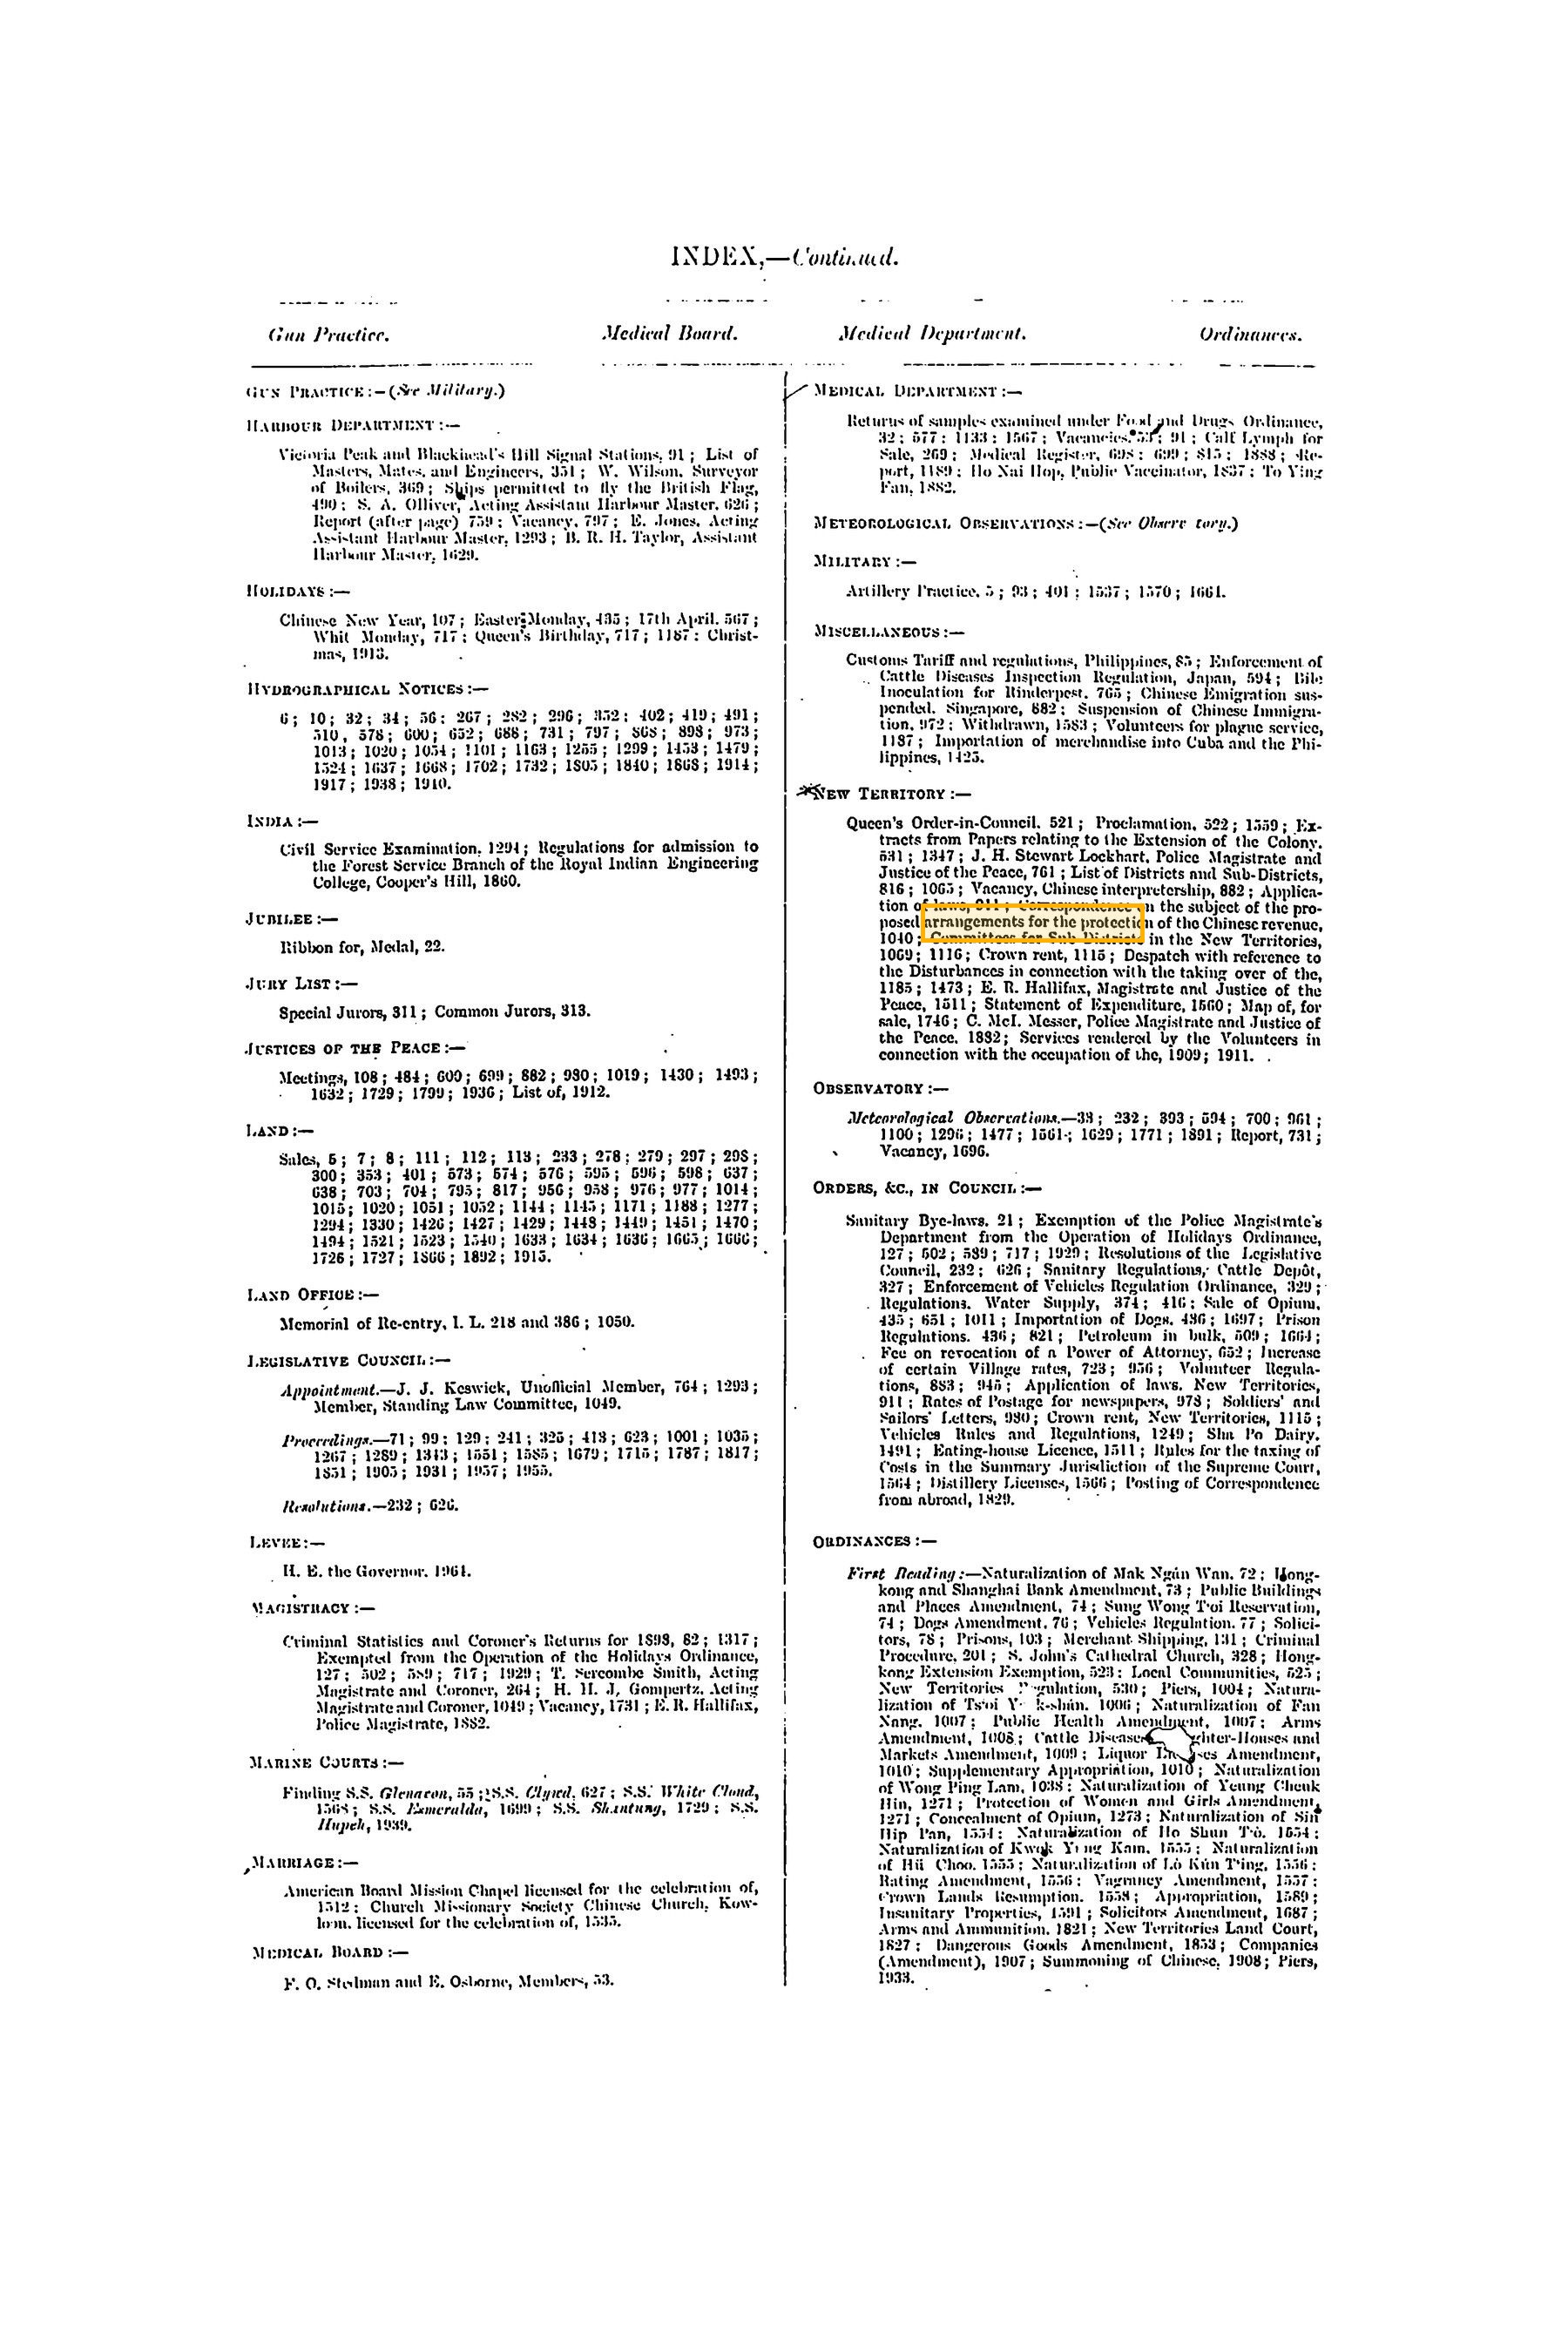 INDEX,—Continued.
Gun Practice. Medical Board. Medical Department. Ordinances.
GUN PRACTICE:—(See Military.)
HARBOUR DEPARTMENT:—
Victoria Peak and Blackhead's Hill Signal Stations, 91; List of
Masters, Mates, and Engineers, 351; W. Wilson, Surveyor
of Boilers, 369; Ships permitted to fly the British Flag,
490; S. A. Olliver, Acting Assistant Harbour Master, 626;
Report (after page) 759; Vacancy, 797; E. Jones, Acting
Assistant Harbour Master, 1293; B. R. H. Taylor, Assistant
Harbour Master, 1629.
HOLIDAYS:—
Chinese New Year, 107; Easter Monday, 435; 17th April, 567;
Whit Monday, 717; Queen's Birthday, 717; 1187; Christ-
mas, 1913.
HYDROGRAPHICAL NOTICES:—
6; 10; 32; 34; 56; 267; 282; 296; 352; 402; 419; 491;
510, 578; 600; 652; 688; 731; 797; 868; 898; 973;
1013; 1020; 1054; 1101; 1163; 1255; 1299; 1453; 1479;
1524; 1637; 1668; 1702; 1732; 1805; 1840; 1868; 1914;
1917; 1938; 1940.
INDIA:—
Civil Service Examination, 1294; Regulations for admission to
the Forest Service Branch of the Royal Indian Engineering
College, Cooper's Hill, 1860.
JUBILEE:—
Ribbon for, Medal, 22.
JURY LIST:—
Special Jurors, 311; Common Jurors, 313.
JUSTICES OF THE PEACE:—
Meetings, 108; 484; 600; 699; 882; 980; 1019; 1430; 1493;
1632; 1729; 1799; 1936; List of, 1912.
LAND:—
Sales, 5; 7; 8; 111; 112; 113; 233; 278; 279; 297; 298;
300; 353; 401; 573; 574; 576; 595; 596; 598; 637;
638; 703; 704; 795; 817; 956; 958; 976; 977; 1014;
1015; 1020; 1051; 1052; 1144; 1145; 1171; 1188; 1277;
1294; 1330; 1426; 1427; 1429; 1448; 1449; 1451; 1470;
1494; 1521; 1523; 1540; 1633; 1634; 1636; 1665; 1666;
1726; 1727; 1866; 1892; 1915.
LAND OFFICE:—
Memorial of Re-entry, I. L. 218 and 386; 1050.
LEGISLATIVE COUNCIL:—
Appointment.—J. J. Keswick, Unofficial Member, 764; 1293;
Member, Standing Law Committee, 1049.
Proceedings.—71; 99; 129; 241; 325; 413; 623; 1001; 1035;
1267; 1289; 1343; 1551; 1585; 1679; 1715; 1787; 1817;
1851; 1905; 1931; 1957; 1955.
Resolutions.—232; 626.
LEVEE:—
H. E. the Governor, 1964.
MAGISTRACY:—
Criminal Statistics and Coroner's Returns for 1898, 82; 1317;
Exempted from the Operation of the Holidays Ordinance,
127; 502; 589; 717; 1929; T. Sercombe Smith, Acting
Magistrate and Coroner, 264; H. H. J. Gompertz, Acting
Magistrate and Coroner, 1049; Vacancy, 1731; E. R. Hallifax,
Police Magistrate, 1882.
MARINE COURTS:—
Finding S.S. Glenavon, 55; S.S. Clgrd, 627; S.S. White Cloud,
1568; S.S. Esmeralda, 1699; S.S. Shantung, 1729; S.S.
Hupeh, 1939.
MARRIAGE:—
American Board Mission Chapel licensed for the celebration of,
1512; Church Missionary Society Chinese Church, Kow-
loon, licensed for the celebration of, 1535.
MEDICAL BOARD:—
F. O. Stedman and E. Osborne, Members, 53.
MEDICAL DEPARTMENT:—
Returns of samples examined under Food and Drugs Ordinance,
32; 577; 1133; 1567; Vacancies, 53; 91; Calf Lymph for
Sale, 269; Medical Register, 698; 699; 815; 1888; Re-
port, 1189; Ho Nai Hop, Public Vaccinator, 1837; To Ying
Fan, 1882.
METEOROLOGICAL OBSERVATIONS:—(See Observatory.)
MILITARY:—
Artillery Practice, 5; 93; 401; 1537; 1570; 1661.
MISCELLANEOUS:—
Customs Tariff and regulations, Philippines, 85; Enforcement of
Cattle Diseases Inspection Regulation, Japan, 594; Bile
Inoculation for Rinderpest, 765; Chinese Emigration sus-
pended, Singapore, 882; Suspension of Chinese Immigra-
tion, 972; Withdrawn, 1583; Volunteers for plague service,
1187; Importation of merchandise into Cuba and the Phi-
lippines, 1425.
NEW TERRITORY:—
Queen's Order-in-Council, 521; Proclamation, 522; 1559; Ex-
tracts from Papers relating to the Extension of the Colony,
531; 1347; J. H. Stewart Lockhart, Police Magistrate and
Justice of the Peace, 761; List of Districts and Sub-Districts,
816; 1065; Vacancy, Chinese interpretership, 882; Applica-
tion of laws, 911; Correspondence on the subject of the pro-
posed arrangements for the protection of the Chinese revenue,
1040; Committees for Sub-Districts in the New Territories,
1069; 1116; Crown rent, 1115; Despatch with reference to
the Disturbances in connection with the taking over of the,
1185; 1473; E. R. Hallifax, Magistrate and Justice of the
Peace, 1511; Statement of Expenditure, 1560; Map of, for
sale, 1746; C. McI. Messer, Police Magistrate and Justice of
the Peace, 1882; Services rendered by the Volunteers in
connection with the occupation of the, 1909; 1911.
OBSERVATORY:—
Meteorological Observations.—38; 232; 393; 594; 700; 961;
1100; 1296; 1477; 1561; 1629; 1771; 1891; Report, 731;
Vacancy, 1696.
ORDERS, &C., IN COUNCIL:—
Sanitary Bye-laws, 21; Exemption of the Police Magistrate's
Department from the Operation of Holidays Ordinance,
127; 502; 589; 717; 1929; Resolutions of the Legislative
Council, 232; 626; Sanitary Regulations, Cattle Depôt,
327; Enforcement of Vehicles Regulation Ordinance, 329;
Regulations, Water Supply, 374; 416; Sale of Opium,
435; 651; 1011; Importation of Dogs, 436; 1697; Prison
Regulations, 436; 821; Petroleum in bulk, 509; 1664;
Fee on revocation of a Power of Attorney, 652; Increase
of certain Village rates, 723; 956; Volunteer Regula-
tions, 883; 945; Application of laws, New Territories,
911; Rates of Postage for newspapers, 978; Soldiers' and
Sailors' Letters, 980; Crown rent, New Territories, 1115;
Vehicles Rules and Regulations, 1249; Sha Po Dairy,
1491; Eating-house Licence, 1511; Rules for the taxing of
Costs in the Summary Jurisdiction of the Supreme Court,
1564; Distillery Licenses, 1566; Posting of Correspondence
from abroad, 1829.
ORDINANCES:—
First Reading:—Naturalization of Mak Ngán Wan, 72; Hong-
kong and Shanghai Bank Amendment, 73; Public Buildings
and Places Amendment, 74; Sung Wong T'oi Reservation,
74; Dogs Amendment, 76; Vehicles Regulation, 77; Solici-
tors, 78; Prisons, 103; Merchant Shipping, 131; Criminal
Procedure, 201; S. John's Cathedral Church, 328; Hong-
kong Extension Exemption, 523; Local Communities, 525;
New Territories Regulation, 530; Piers, 1004; Natura-
lization of Ts'oi Y k-shán, 1006; Naturalization of Fan
Nang, 1007; Public Health Amendment, 1007; Arms
Amendment, 1008; Cattle Diseases ghter-Houses and
Markets Amendment, 1009; Liquor Licenses Amendment,
1010; Supplementary Appropriation, 1010; Naturalization
of Wong Ping Lam, 1038; Naturalization of Yeung Cheuk
Hin, 1271; Protection of Women and Girls Amendment,
1271; Concealment of Opium, 1273; Naturalization of Sin
Hip Pan, 1554; Naturalization of Ho Shun Tó, 1554;
Naturalization of Kwok Yeung Kam, 1555; Naturalization
of Hü Choo, 1555; Naturalization of Lò Kún T'ing, 1556;
Rating Amendment, 1556; Vagrancy Amendment, 1557;
Crown Lands Resumption, 1558; Appropriation, 1589;
Insanitary Properties, 1591; Solicitors Amendment, 1687;
Arms and Ammunition, 1821; New Territories Land Court,
1827; Dangerous Goods Amendment, 1853; Companies
(Amendment), 1907; Summoning of Chinese, 1908; Piers,
1933.